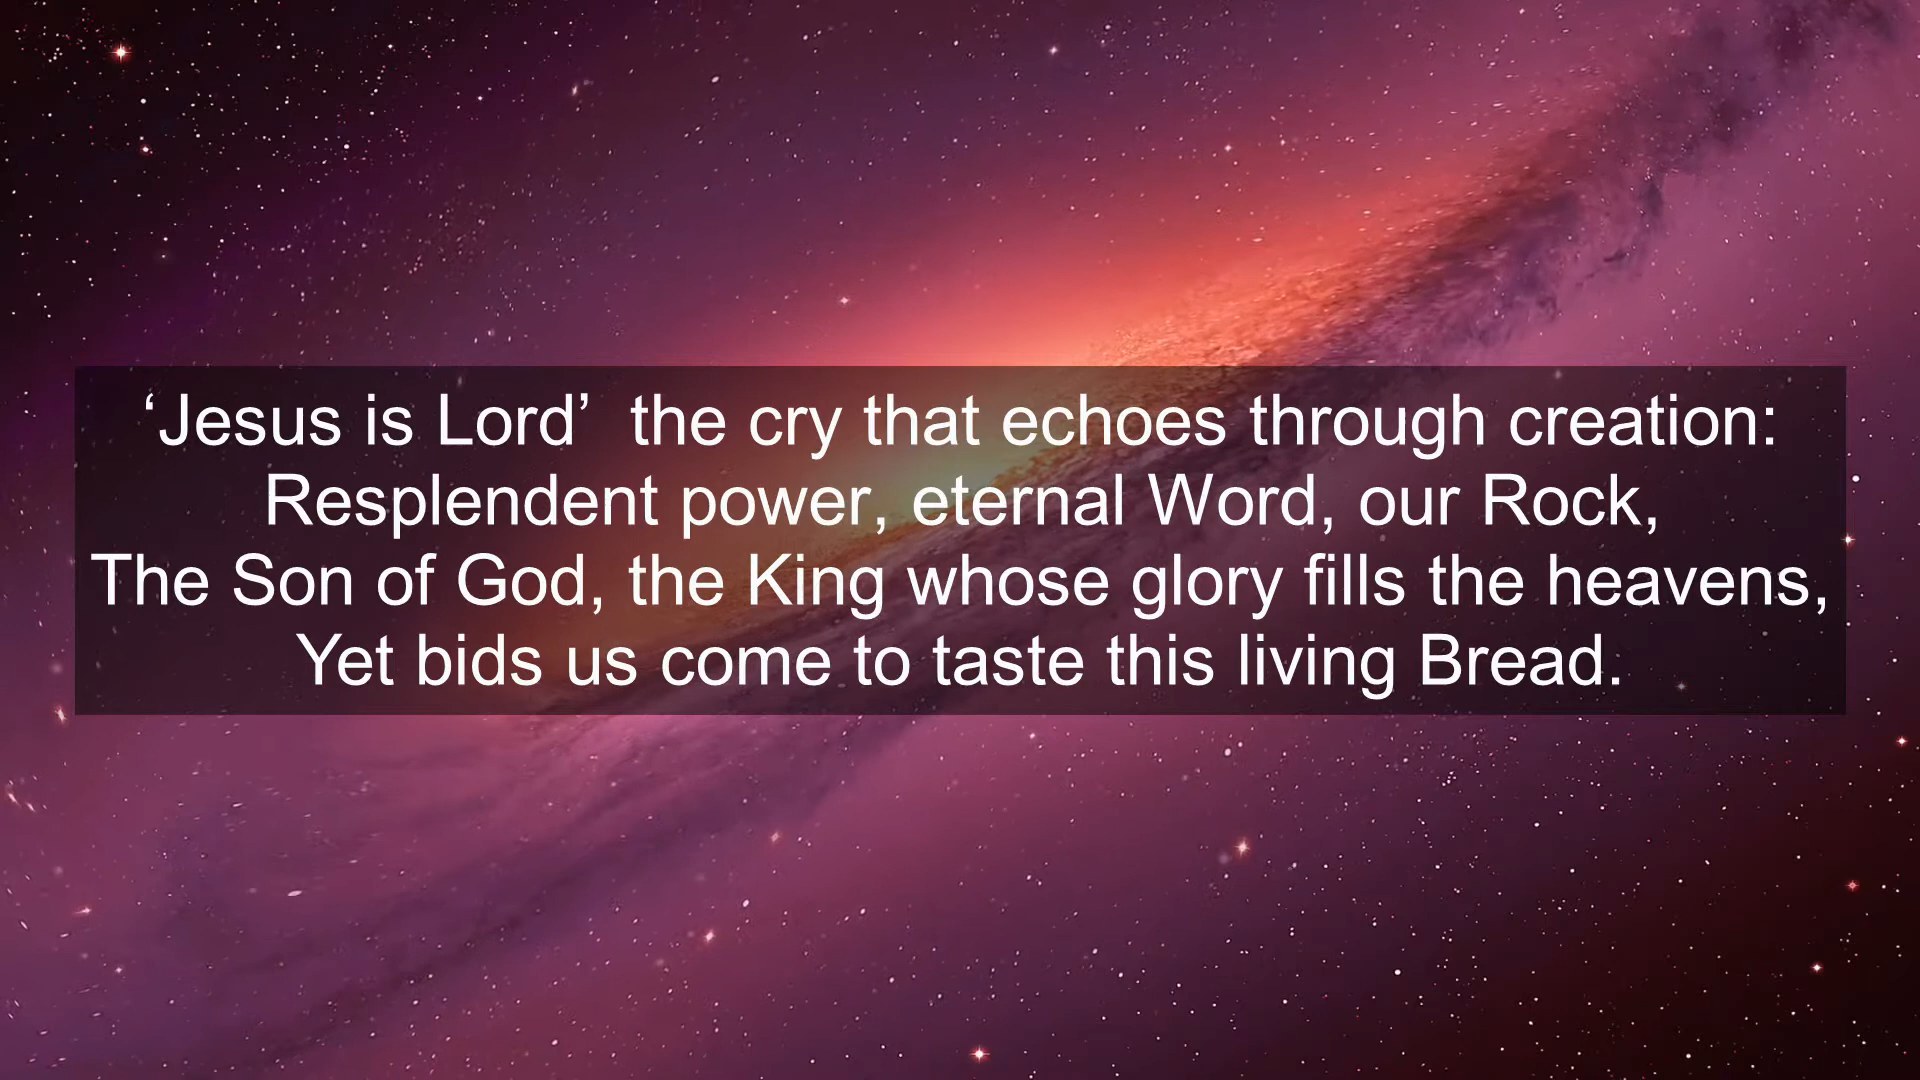 ‘Jesus is Lord’  the cry that echoes through creation:
Resplendent power, eternal Word, our Rock,
The Son of God, the King whose glory fills the heavens,
Yet bids us come to taste this living Bread.